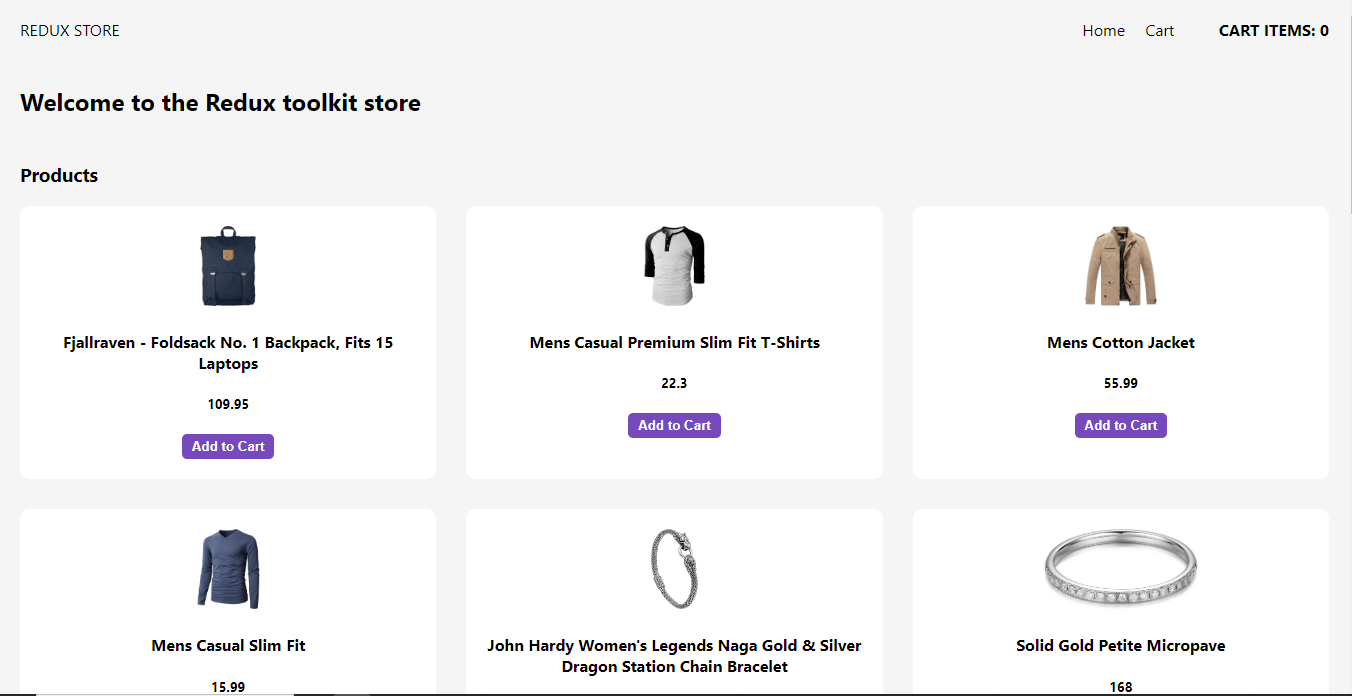 REDUX STORE
Home Cart CART ITEMS: 0
Welcome to the Redux toolkit store
Products
Fjallraven - Foldsack No. 1 Backpack, Fits 15
Laptops
109.95
Add to Cart
Mens Casual Premium Slim Fit T-Shirts
22.3
Add to Cart
Mens Cotton Jacket
55.99
Add to Cart
Mens Casual Slim Fit
15.99
John Hardy Women's Legends Naga Gold & Silver
Dragon Station Chain Bracelet
Solid Gold Petite Micropave
168